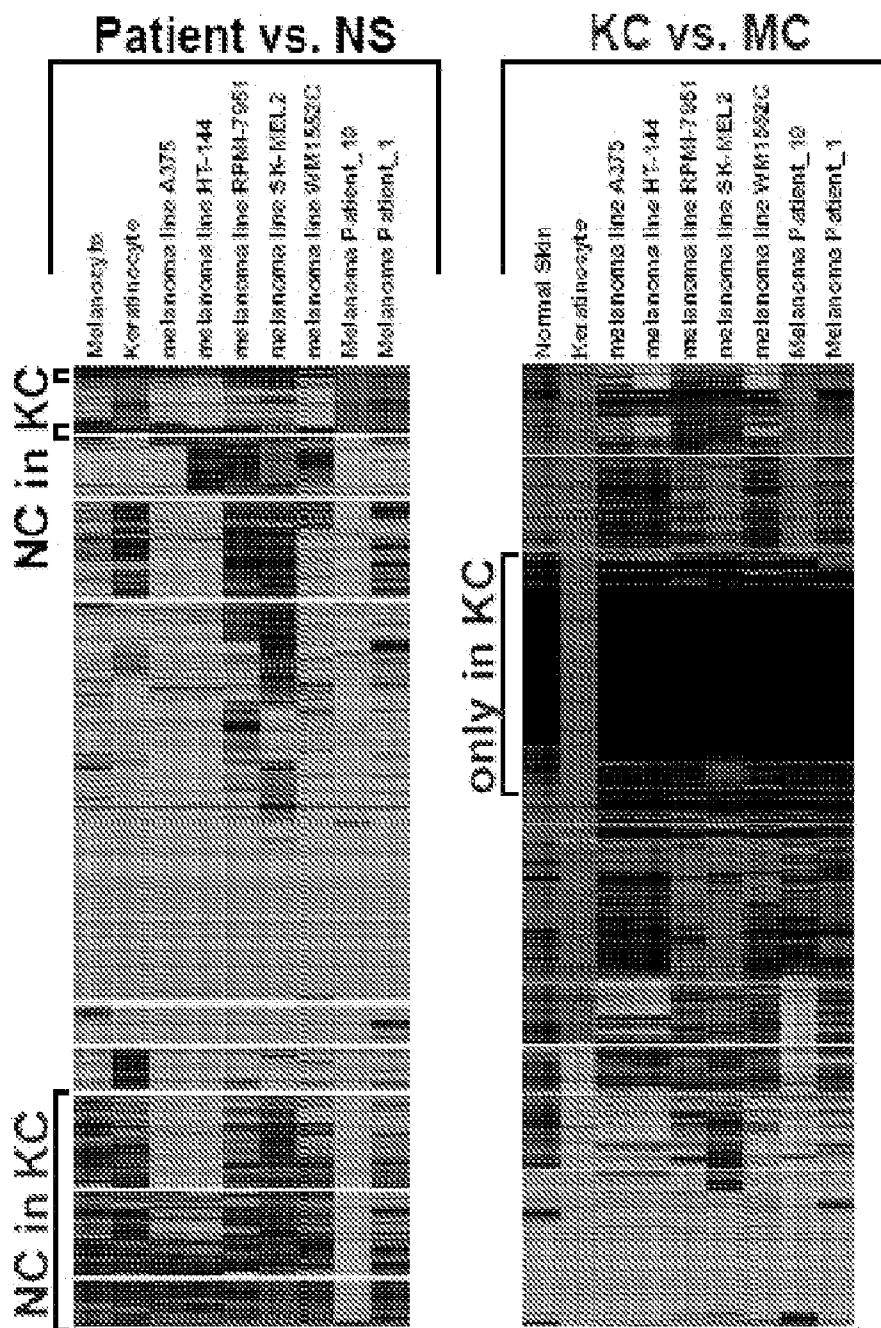 Patient vs. NS
KC vs. MC
Melanocyte
Keratinocyte
melanoma line A375
melanoma line HT-144
melanoma line RPMI-7951
melanoma line SK-MEL2
melanoma line WM1552C
Melanoma Patient_10
Melanoma Patient_1
Normal Skin
Keratinocyte
melanoma line A375
melanoma line HT-144
melanoma line RPMI-7951
melanoma line SK-MEL2
melanoma line WM1552C
Melanoma Patient_10
Melanoma Patient_1
NC in KC
only in KC
NC in KC